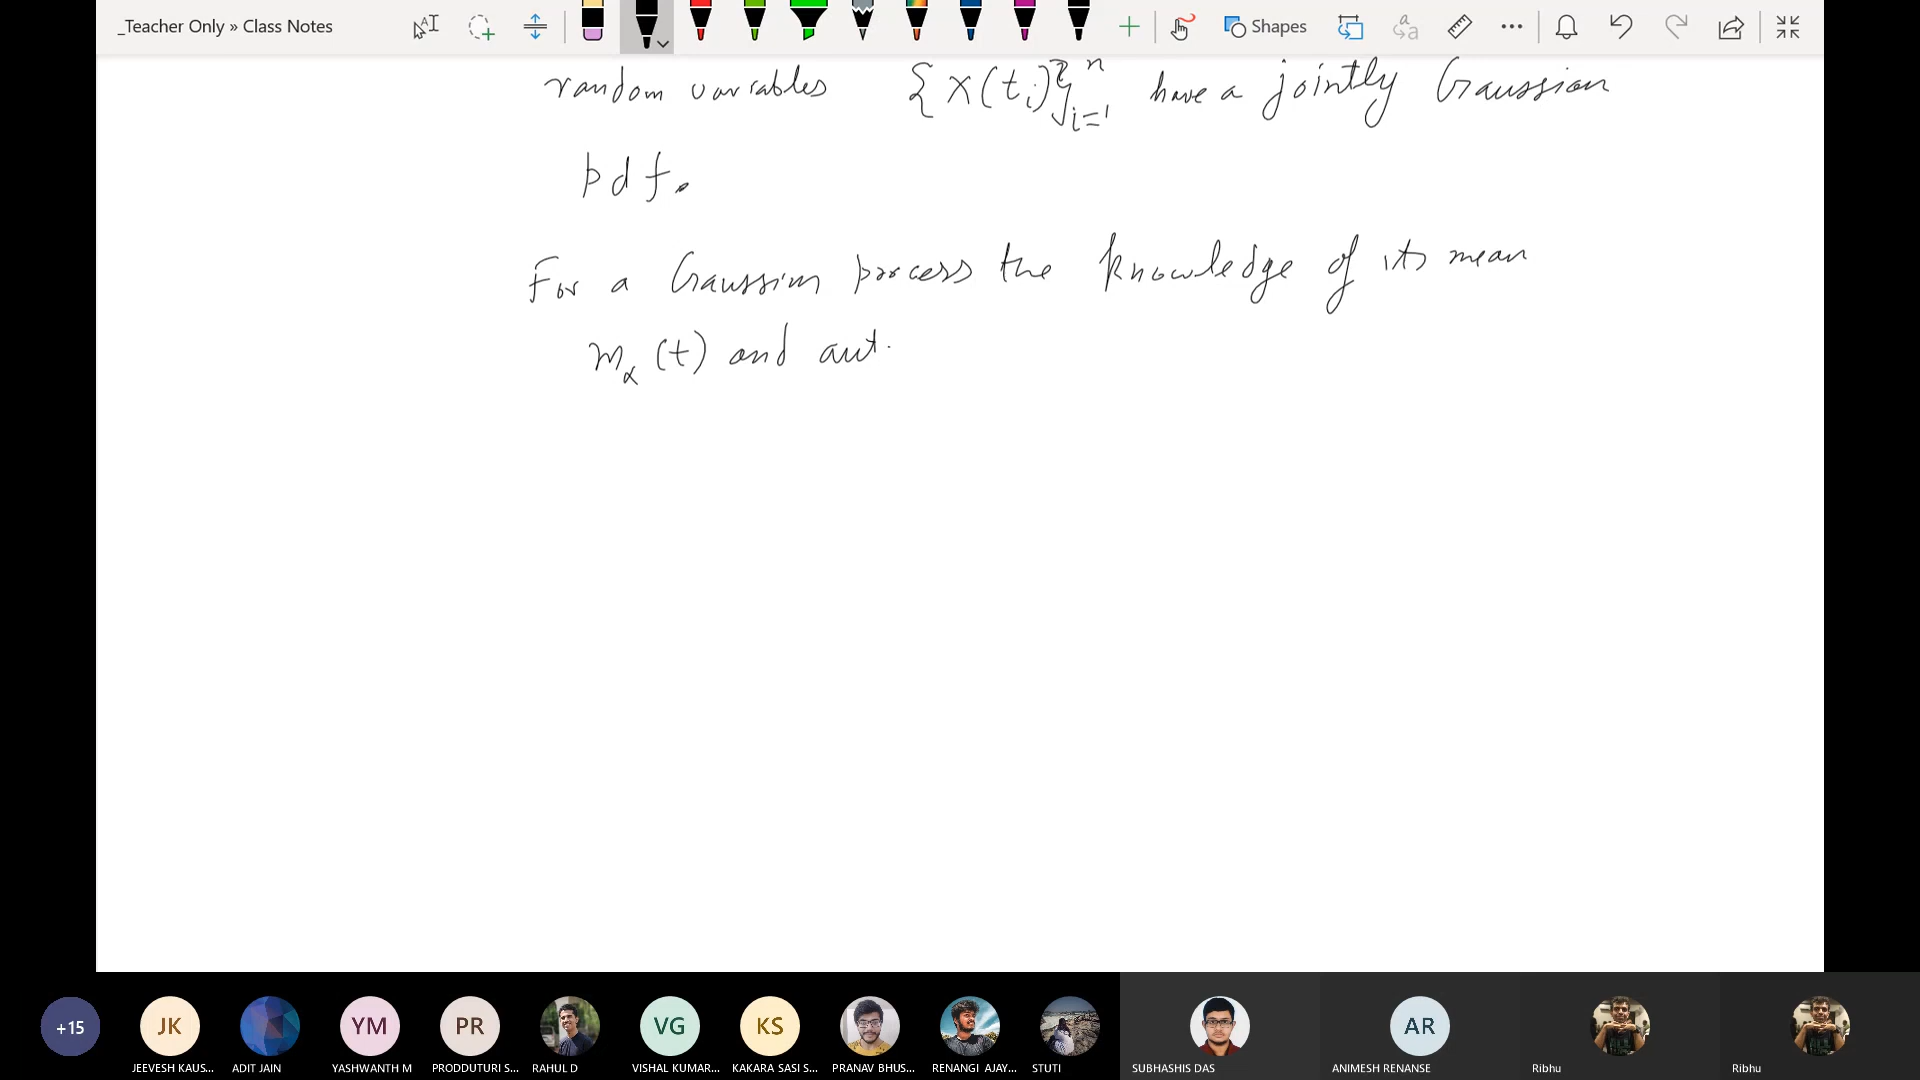 _Teacher Only » Class Notes
Shapes
random variables {X(ti)}ⁿi=1 have a jointly Gaussian
pdf.
For a Gaussian process the knowledge of its mean
mx(t) and aut
+15
JK
YM
PR
VG
KS
AR
JEEVESH KAUS...
ADIT JAIN
YASHWANTH M
PRODDUTURI S...
RAHUL D
VISHAL KUMAR...
KAKARA SASI S...
PRANAV BHUS...
RENANGI AJAY...
STUTI
SUBHASHIS DAS
ANIMESH RENANSE
Ribhu
Ribhu